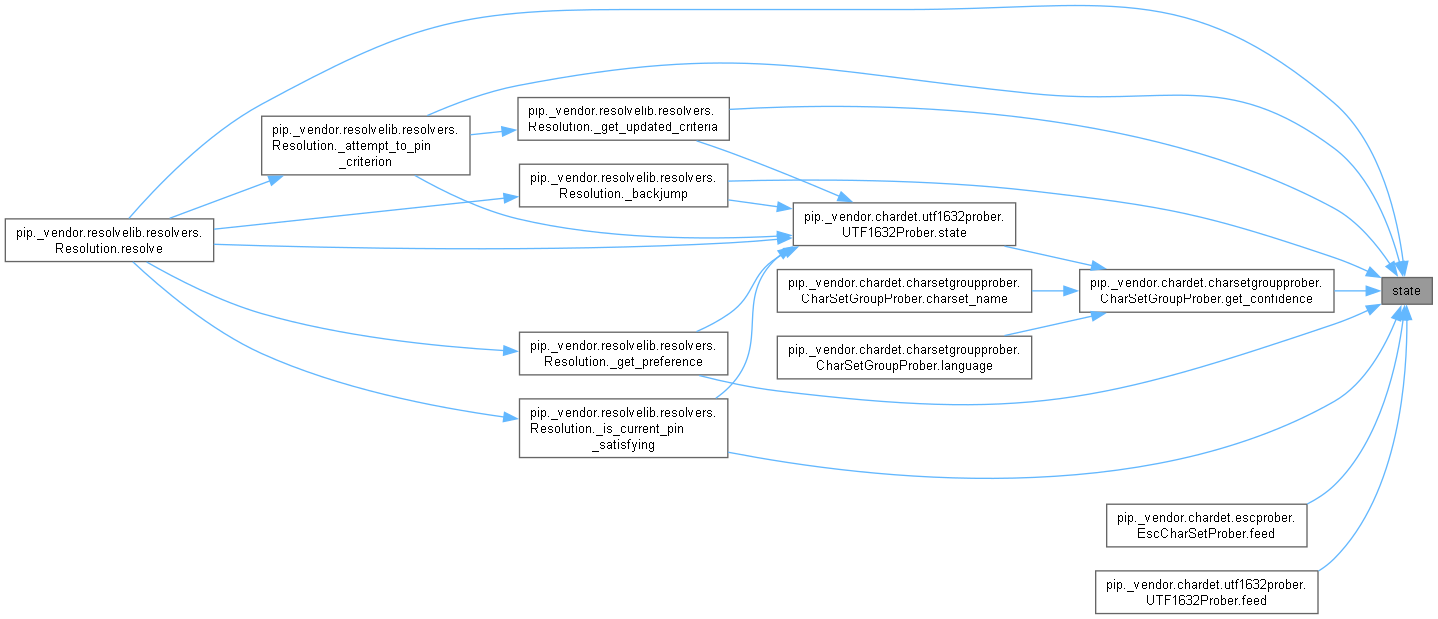 pip._vendor.resolvelib.resolvers.
Resolution._get_updated_criteria
pip._vendor.resolvelib.resolvers.
Resolution._attempt_to_pin
_criterion
pip._vendor.resolvelib.resolvers.
Resolution._backjump
pip._vendor.chardet.utf1632prober.
UTF1632Prober.state
pip._vendor.resolvelib.resolvers.
Resolution.resolve
pip._vendor.chardet.charsetgroupprober.
CharSetGroupProber.charset_name
pip._vendor.chardet.charsetgroupprober.
CharSetGroupProber.get_confidence
state
pip._vendor.resolvelib.resolvers.
Resolution._get_preference
pip._vendor.chardet.charsetgroupprober.
CharSetGroupProber.language
pip._vendor.resolvelib.resolvers.
Resolution._is_current_pin
_satisfying
pip._vendor.chardet.escprober.
EscCharSetProber.feed
pip._vendor.chardet.utf1632prober.
UTF1632Prober.feed